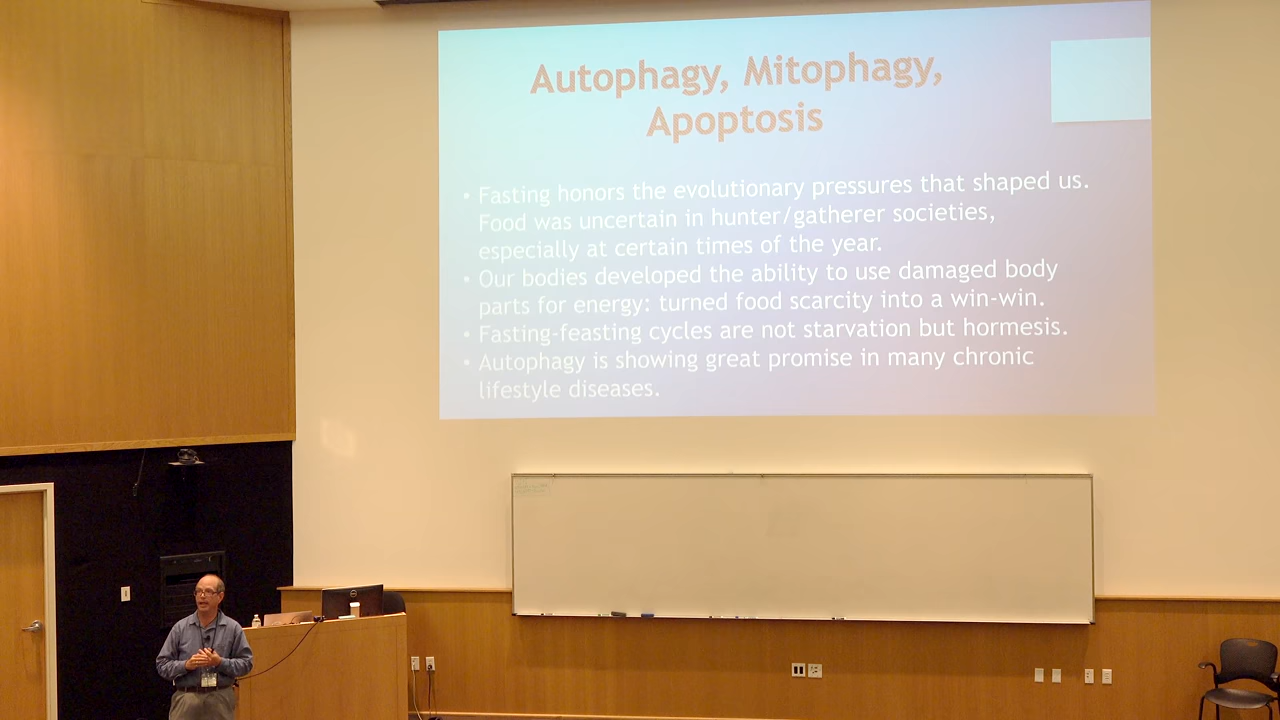 Autophagy, Mitophagy,
Apoptosis
• Fasting honors the evolutionary pressures that shaped us.
Food was uncertain in hunter/gatherer societies,
especially at certain times of the year.
• Our bodies developed the ability to use damaged body
parts for energy: turned food scarcity into a win-win.
• Fasting-feasting cycles are not starvation but hormesis.
• Autophagy is showing great promise in many chronic
lifestyle diseases.